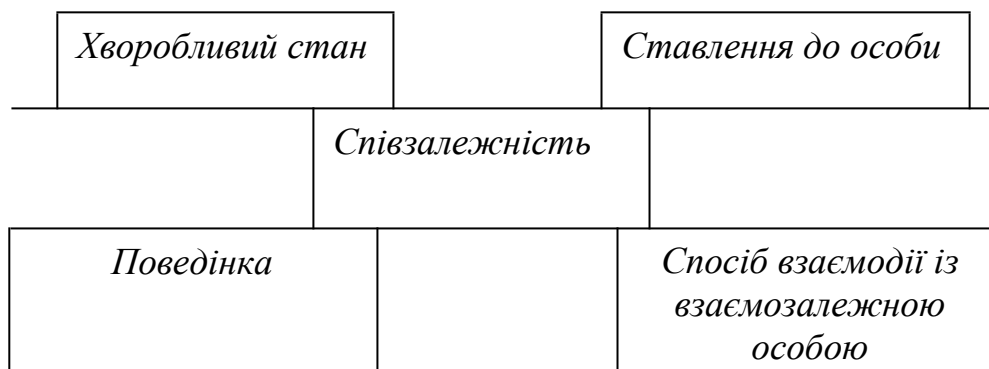 Хворобливий стан
Ставлення до особи
Співзалежність
Поведінка
Спосіб взаємодії із
взаємозалежною
особою